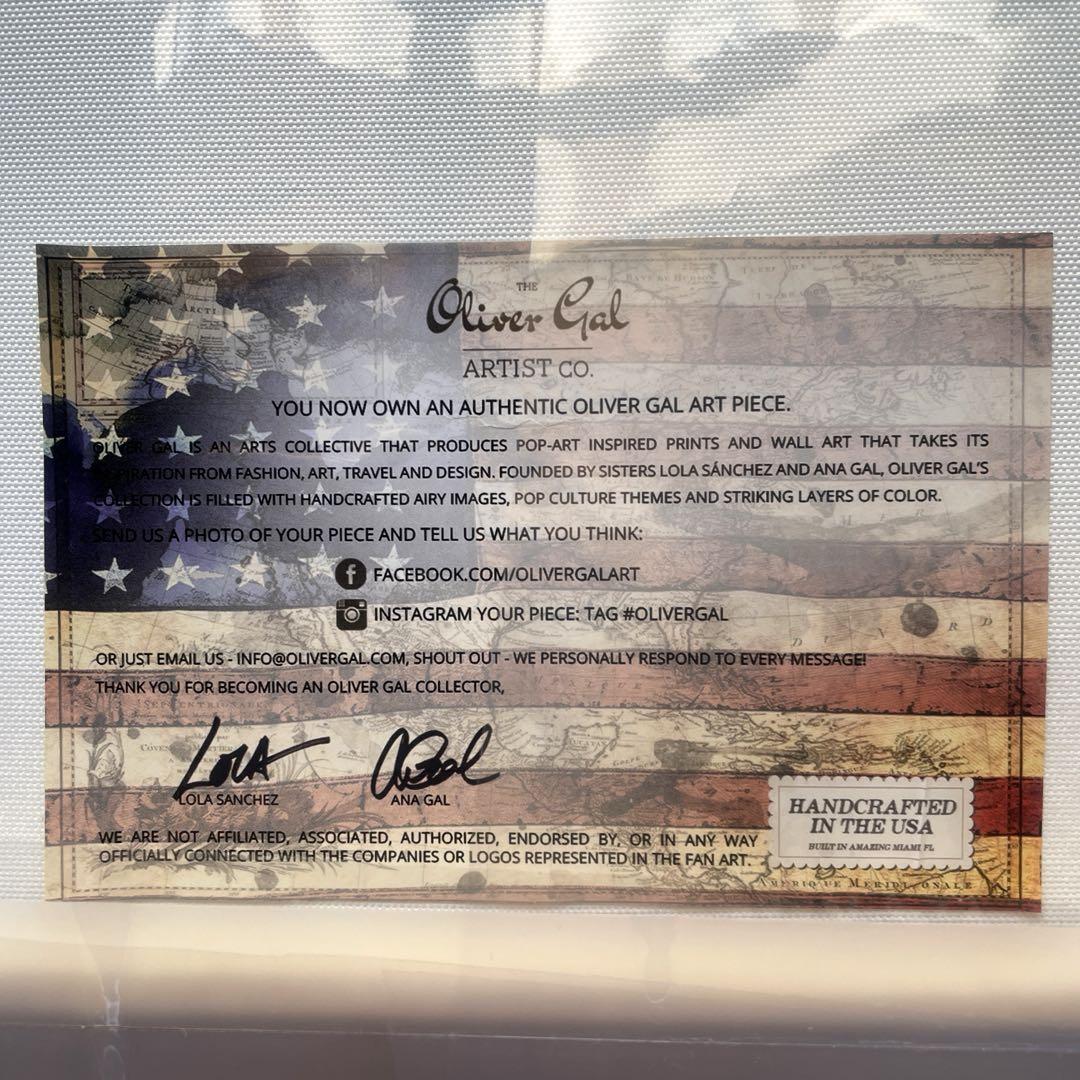 THE
Oliver Gal
ARTIST CO.
YOU NOW OWN AN AUTHENTIC OLIVER GAL ART PIECE.
OLIVER GAL IS AN ARTS COLLECTIVE THAT PRODUCES POP-ART INSPIRED PRINTS AND WALL ART THAT TAKES ITS
INSPIRATION FROM FASHION, ART, TRAVEL AND DESIGN. FOUNDED BY SISTERS LOLA SÁNCHEZ AND ANA GAL, OLIVER GAL'S
COLLECTION IS FILLED WITH HANDCRAFTED AIRY IMAGES, POP CULTURE THEMES AND STRIKING LAYERS OF COLOR.
SEND US A PHOTO OF YOUR PIECE AND TELL US WHAT YOU THINK:
f FACEBOOK.COM/OLIVERGALART
INSTAGRAM YOUR PIECE: TAG #OLIVERGAL
OR JUST EMAIL US - INFO@OLIVERGAL.COM, SHOUT OUT - WE PERSONALLY RESPOND TO EVERY MESSAGE!
THANK YOU FOR BECOMING AN OLIVER GAL COLLECTOR,
LOLA
LOLA SANCHEZ
ANA GAL
WE ARE NOT AFFILIATED, ASSOCIATED, AUTHORIZED, ENDORSED BY, OR IN ANY WAY
OFFICIALLY CONNECTED WITH THE COMPANIES OR LOGOS REPRESENTED IN THE FAN ART.
HANDCRAFTED
IN THE USA
BUILT IN AMAZING MIAMI FL